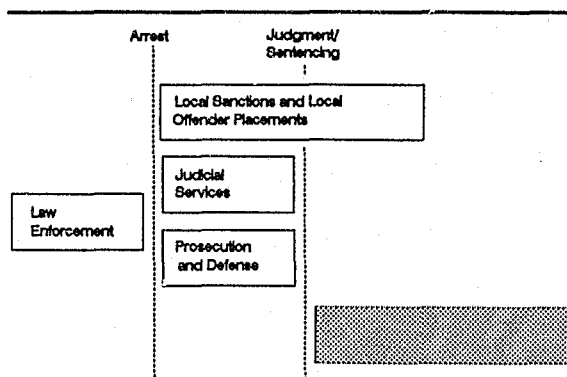 Arrest
Judgment/
Sentencing
Local Sanctions and Local
Offender Placements
Judicial
Services
Law
Enforcement
Prosecution
and Defense